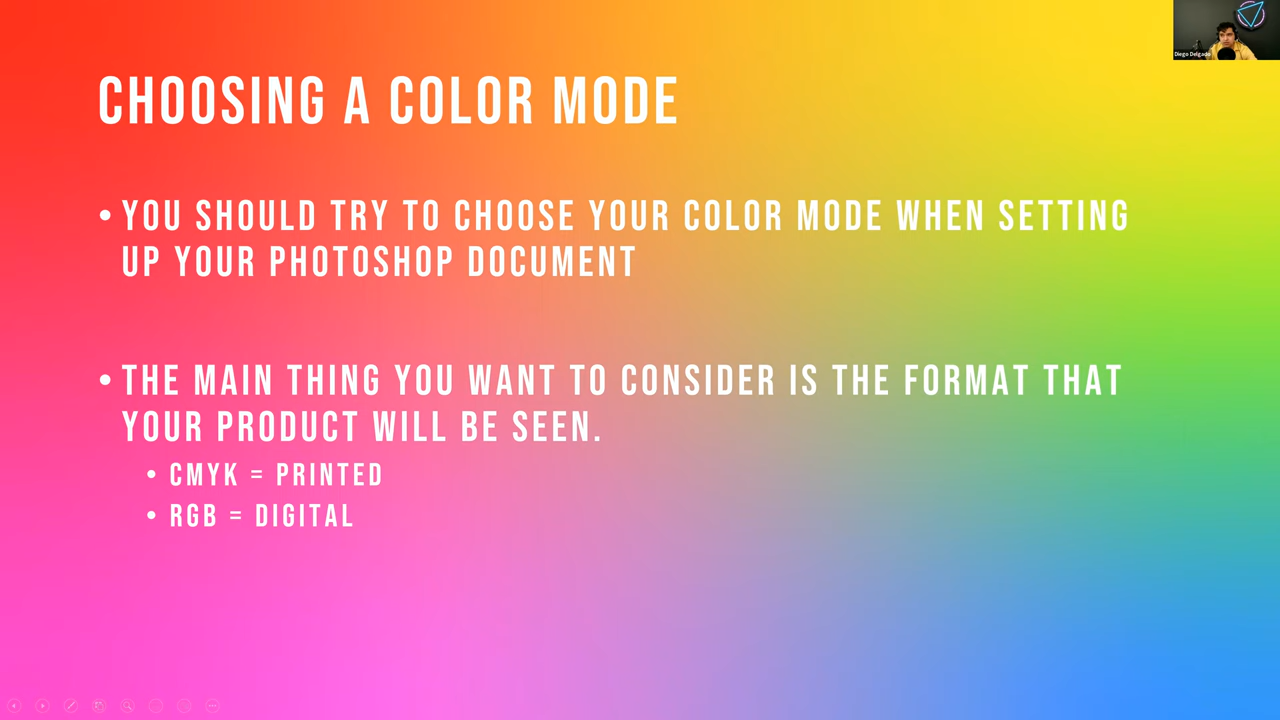 CHOOSING A COLOR MODE
• YOU SHOULD TRY TO CHOOSE YOUR COLOR MODE WHEN SETTING
UP YOUR PHOTOSHOP DOCUMENT
• THE MAIN THING YOU WANT TO CONSIDER IS THE FORMAT THAT
YOUR PRODUCT WILL BE SEEN.
• CMYK = PRINTED
• RGB = DIGITAL
Diego Delgado